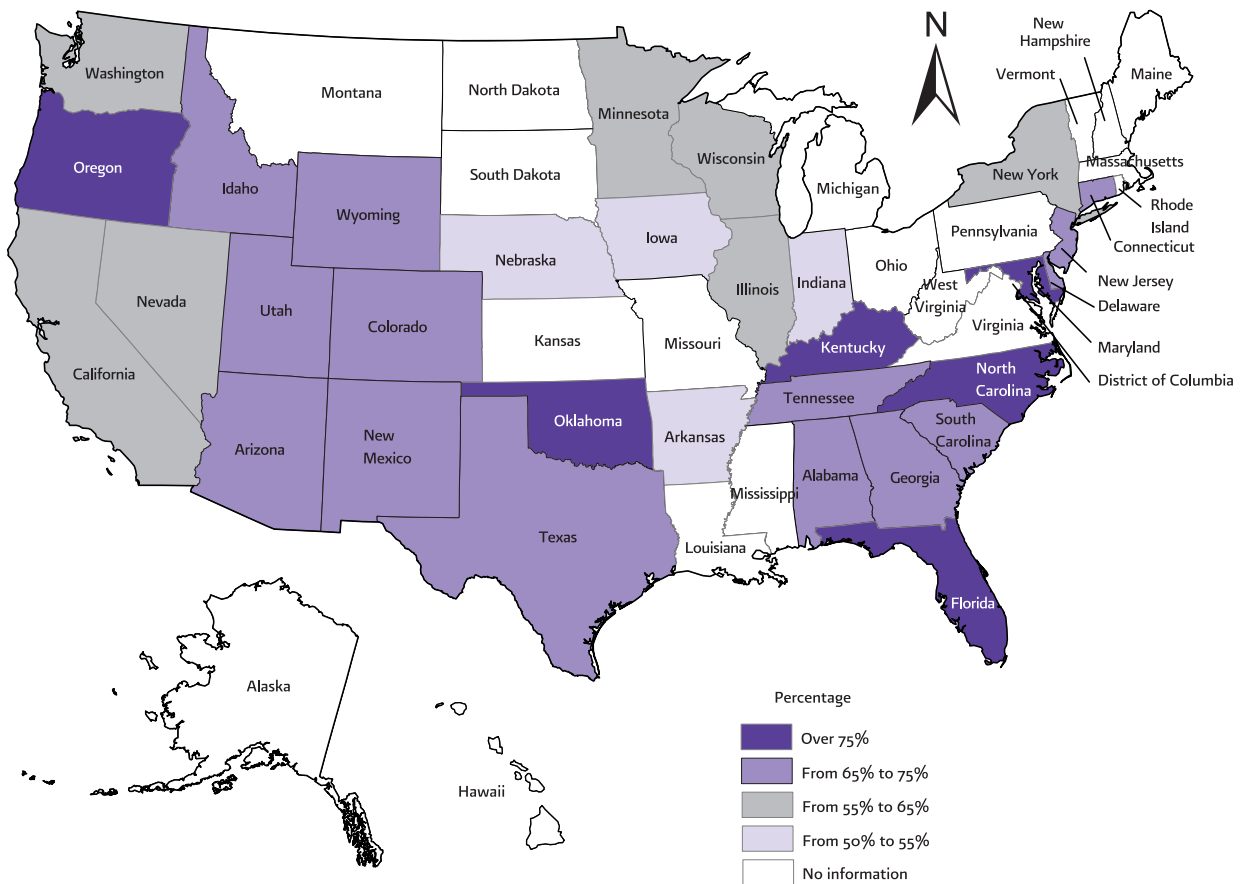 N
New
Hampshire
Vermont
Maine
Washington
Montana
North Dakota
Minnesota
Oregon
Idaho
Wyoming
South Dakota
Wisconsin
Michigan
New York
Massachusetts
Rhode
Island
Connecticut
Pennsylvania
New Jersey
Delaware
Maryland
District of Columbia
Nevada
Utah
Colorado
Nebraska
Iowa
Illinois
Indiana
Ohio
West
Virginia
Virginia
California
Kansas
Missouri
Kentucky
North
Carolina
Tennessee
South
Carolina
Arizona
New
Mexico
Oklahoma
Arkansas
Texas
Louisiana
Mississippi
Alabama
Georgia
Florida
Alaska
Hawaii
Percentage
Over 75%
From 65% to 75%
From 55% to 65%
From 50% to 55%
No information